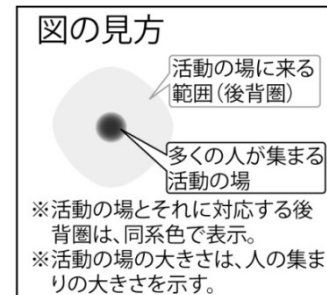 図の見方
活動の場に来る
範囲(後背圏)
多くの人が集まる
活動の場
※活動の場とそれに対応する後
背圏は、同系色で表示。
※活動の場の大きさは、人の集ま
りの大きさを示す。